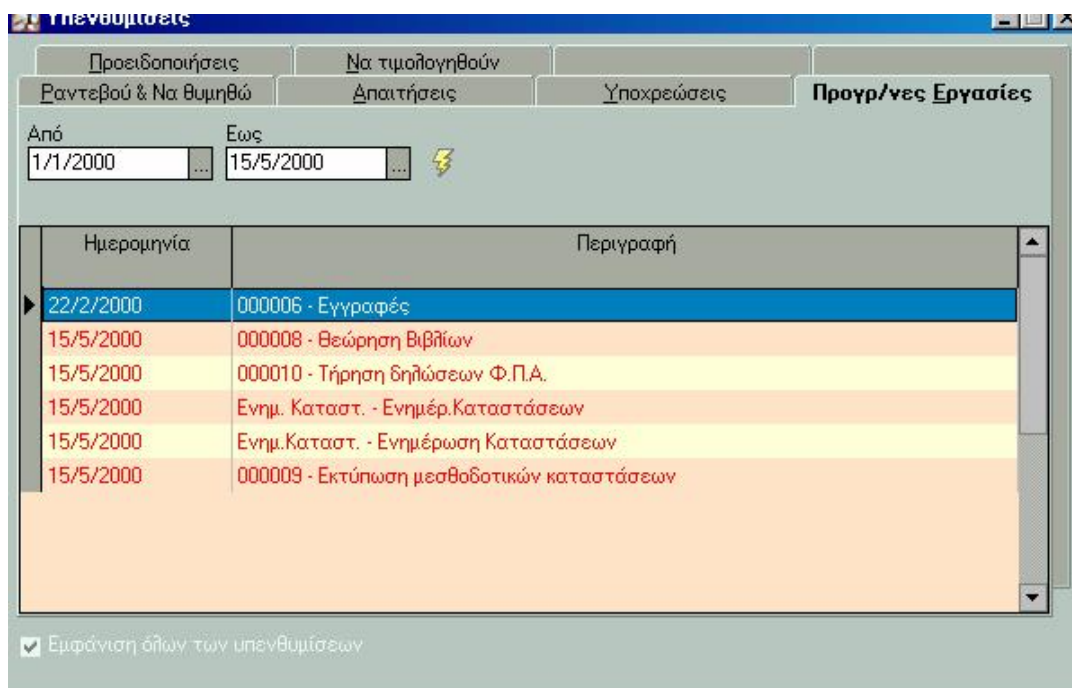 Υπενθυμίσεις
Προειδοποιήσεις Να τιμολογηθούν
Ραντεβού & Να θυμηθώ Απαιτήσεις Υποχρεώσεις Προγρ/νες Εργασίες
Από Εως
1/1/2000 ... 15/5/2000 ...
Ημερομηνία Περιγραφή
22/2/2000 000006 - Εγγραφές
15/5/2000 000008 - Θεώρηση Βιβλίων
15/5/2000 000010 - Τήρηση δηλώσεων Φ.Π.Α.
15/5/2000 Ενημ. Καταστ. - Ενημέρ.Καταστάσεων
15/5/2000 Ενημ.Καταστ. - Ενημέρωση Καταστάσεων
15/5/2000 000009 - Εκτύπωση μεσθοδοτικών καταστάσεων
Εμφάνιση όλων των υπενθυμίσεων